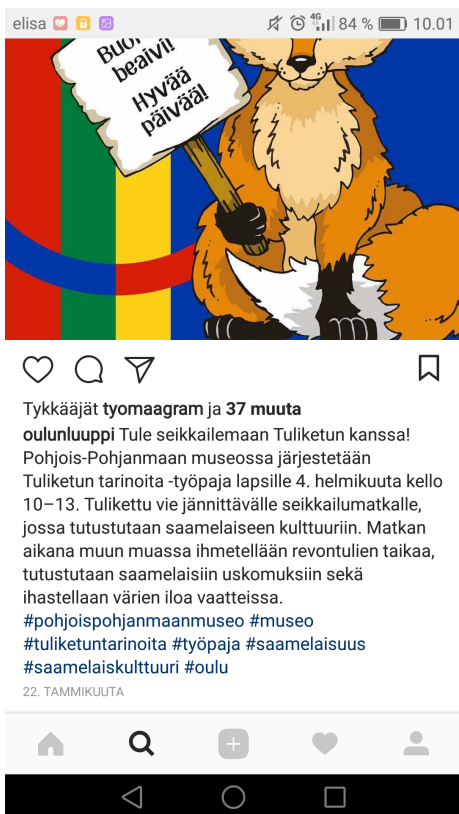 elisa 4G 84 % 10.01
beaivi!
Hyvää
päivää!
Tykkääjät tyomaagram ja 37 muuta
oulunluuppi Tule seikkailemaan Tuliketun kanssa!
Pohjois-Pohjanmaan museossa järjestetään
Tuliketun tarinoita -työpaja lapsille 4. helmikuuta kello
10–13. Tulikettu vie jännittävälle seikkailumatkalle,
jossa tutustutaan saamelaiseen kulttuuriin. Matkan
aikana muun muassa ihmetellään revontulien taikaa,
tutustutaan saamelaisiin uskomuksiin sekä
ihastellaan värien iloa vaatteissa.
#pohjoispohjanmaanmuseo #museo
#tuliketuntarinoita #työpaja #saamelaisuus
#saamelaiskulttuuri #oulu
22. TAMMIKUUTA